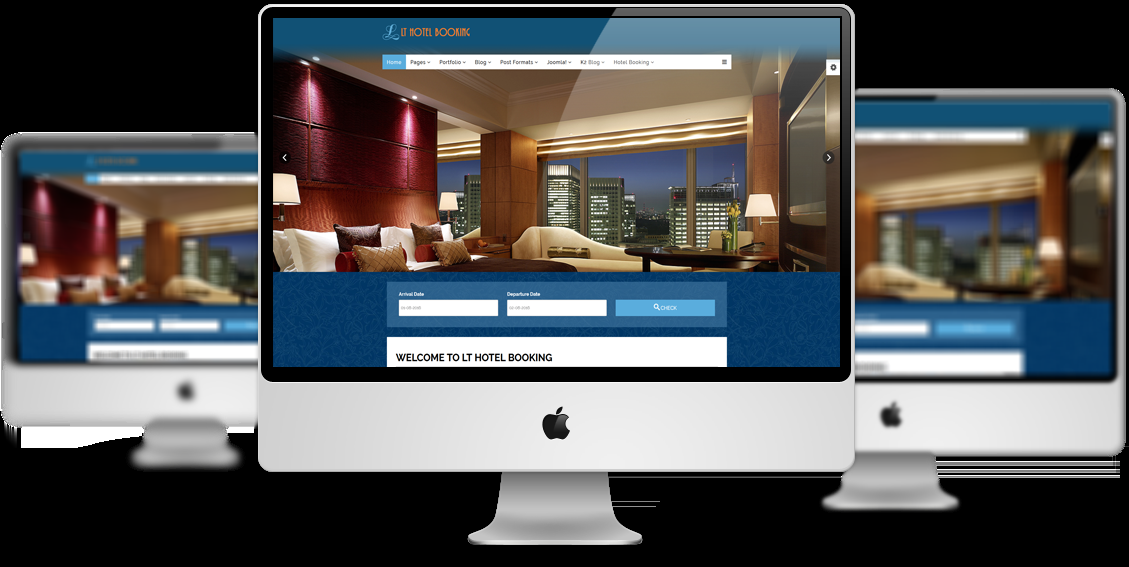 LT HOTEL BOOKING
Home Pages Portfolio Blog Post Formats Joomla! K2 Blog Hotel Booking
Arrival Date Departure Date
CHECK
WELCOME TO LT HOTEL BOOKING